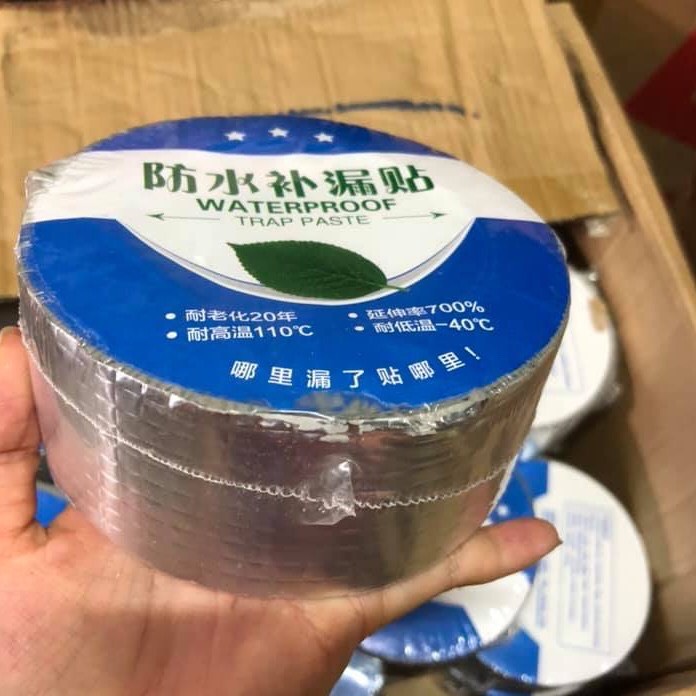 防水补漏贴
WATERPROOF
TRAP PASTE
• 耐老化20年 • 延伸率700%
• 耐高温110℃ • 耐低温-40℃
哪里漏了贴哪里!